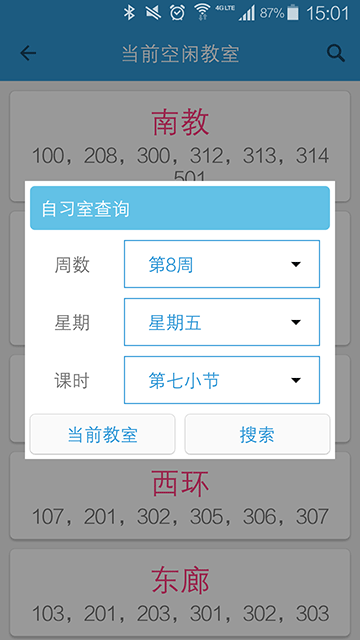 4G LTE 87% 15:01
当前空闲教室
南教
100, 208, 300, 312, 313, 314
501
自习室查询
周数 第8周
星期 星期五
课时 第七小节
当前教室 搜索
西环
107, 201, 302, 305, 306, 307
东廊
103, 201, 203, 301, 302, 303